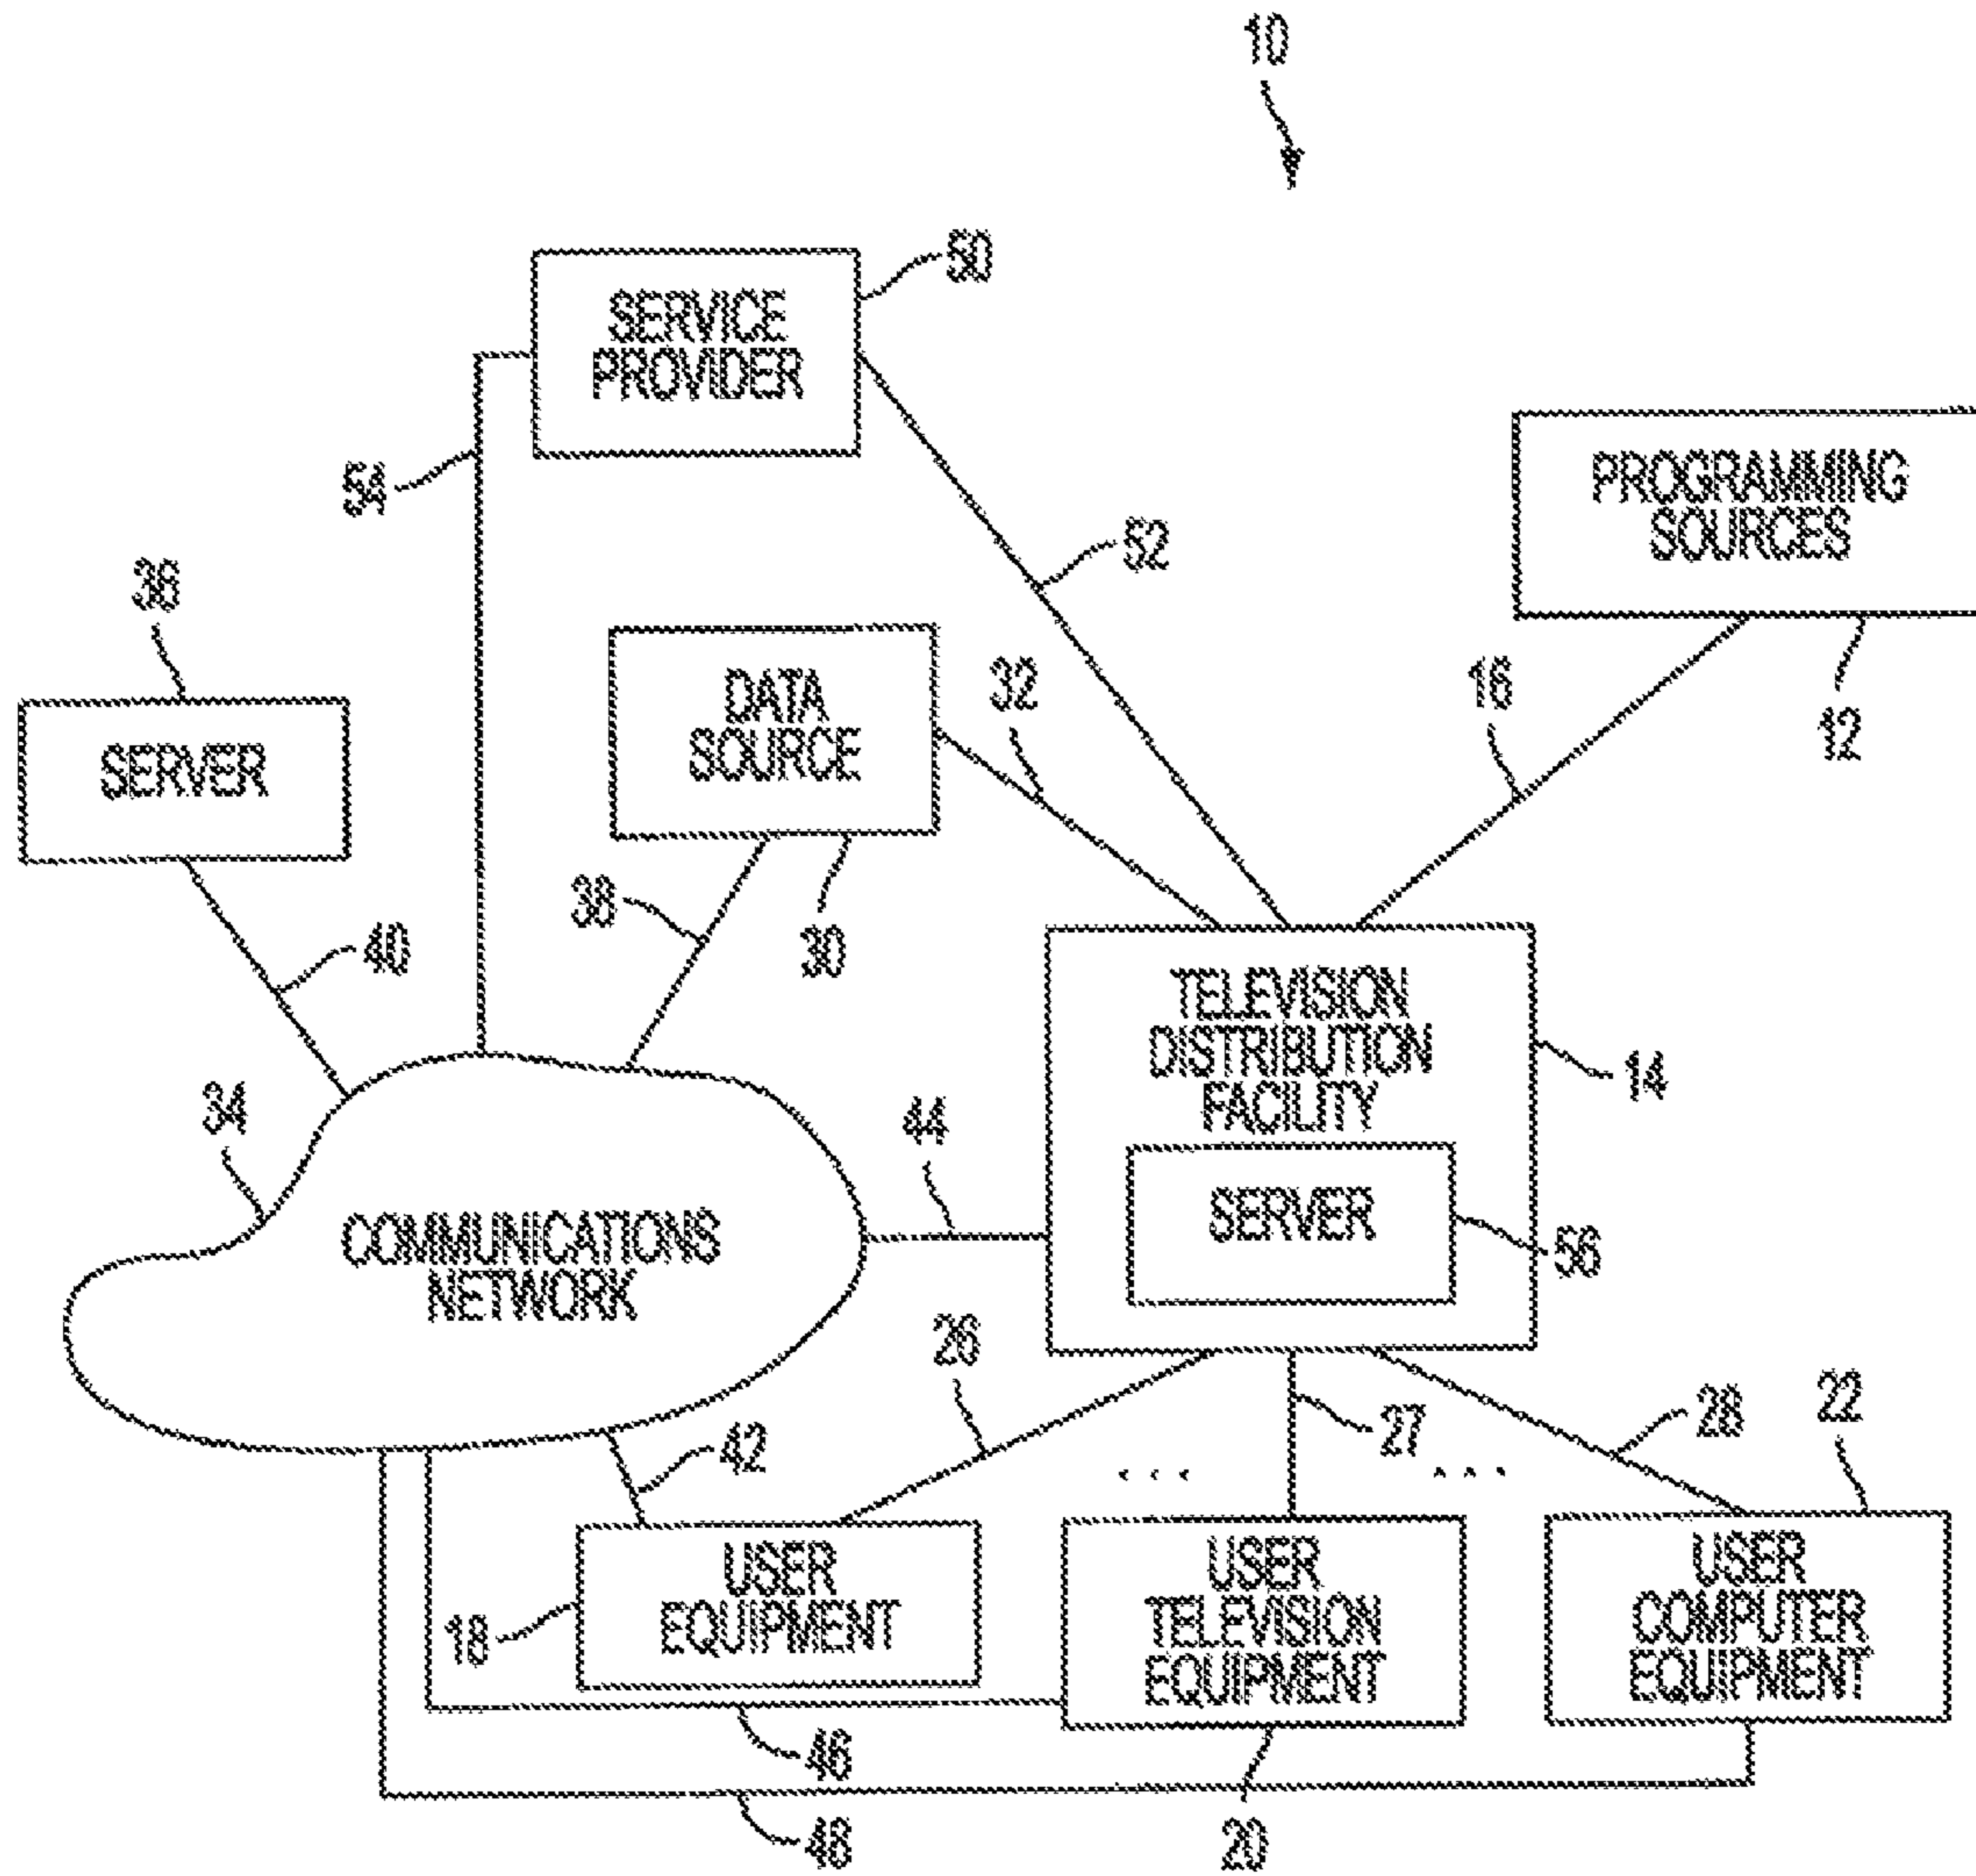 10
SERVICE
PROVIDER
50
54
52
PROGRAMMING
SOURCES
12
16
36
SERVER
DATA
SOURCE
32
38
30
40
34
COMMUNICATIONS
NETWORK
44
TELEVISION
DISTRIBUTION
FACILITY
14
SERVER
56
26
42
27
28
22
. . .
. . .
18
USER
EQUIPMENT
USER
TELEVISION
EQUIPMENT
USER
COMPUTER
EQUIPMENT
46
48
20